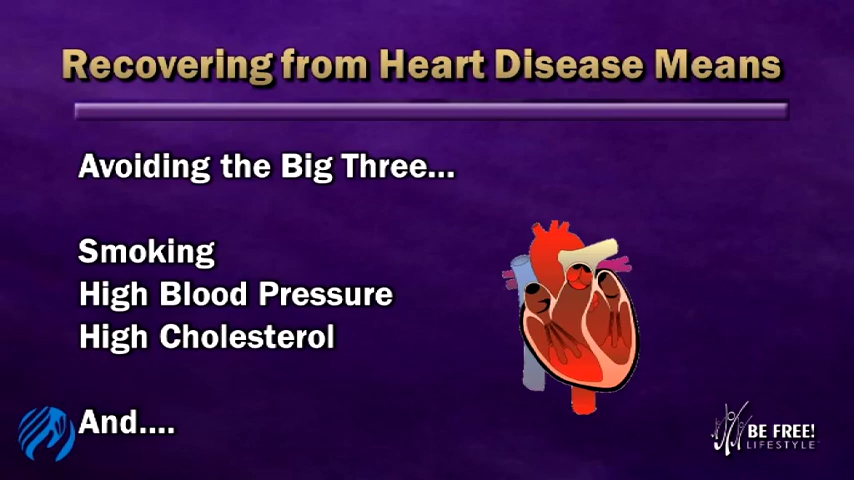 Recovering from Heart Disease Means
Avoiding the Big Three...
Smoking
High Blood Pressure
High Cholesterol
And....
BE FREE!
LIFESTYLE